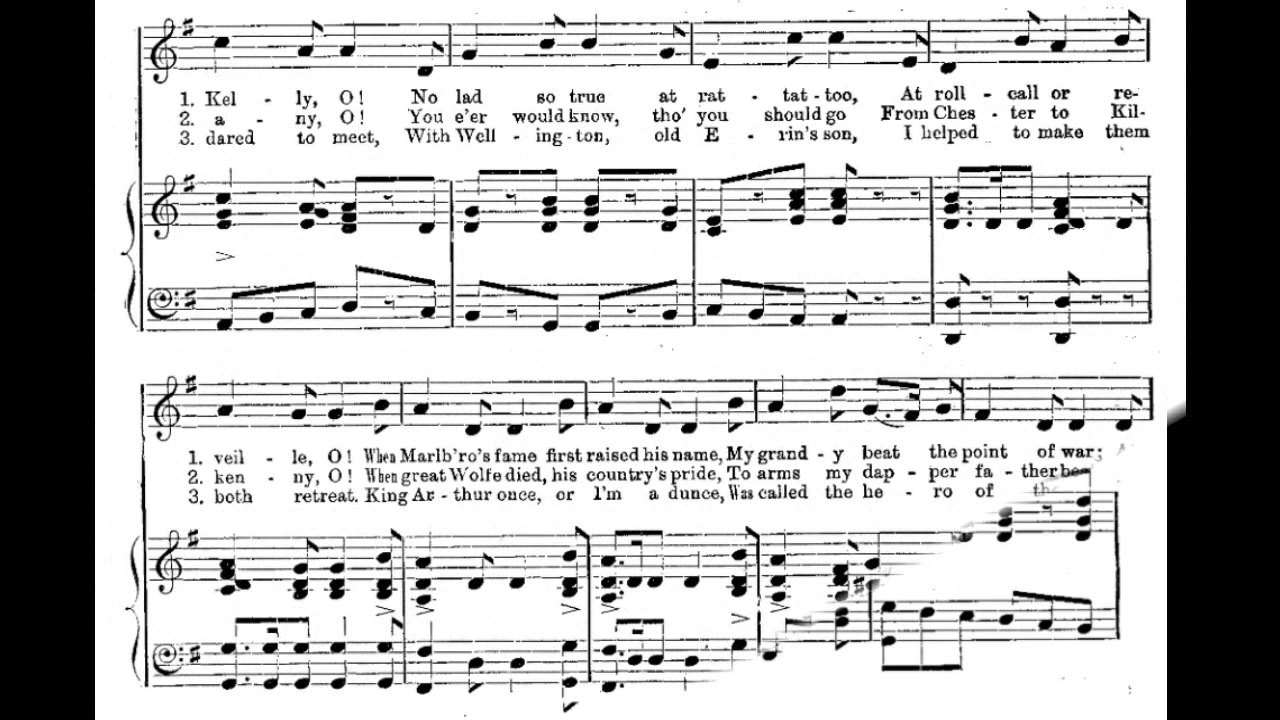 1. Kel - ly, O! No lad so true at rat - tat - too, At roll - call or re-
2. a - ny, O! You e'er would know, tho' you should go From Ches - ter to Kil-
3. dared to meet, With Well - ing - ton, old E - rin's son, I helped to make them
1. veil - le, O! When Marlb'ro's fame first raised his name, My grand - y beat the point of war;
2. ken - ny, O! When great Wolfe died, his country's pride, To arms my dap - per fa - ther
3. both retreat. King Ar - thur once, or I'm a dunce, Was called the he - ro of